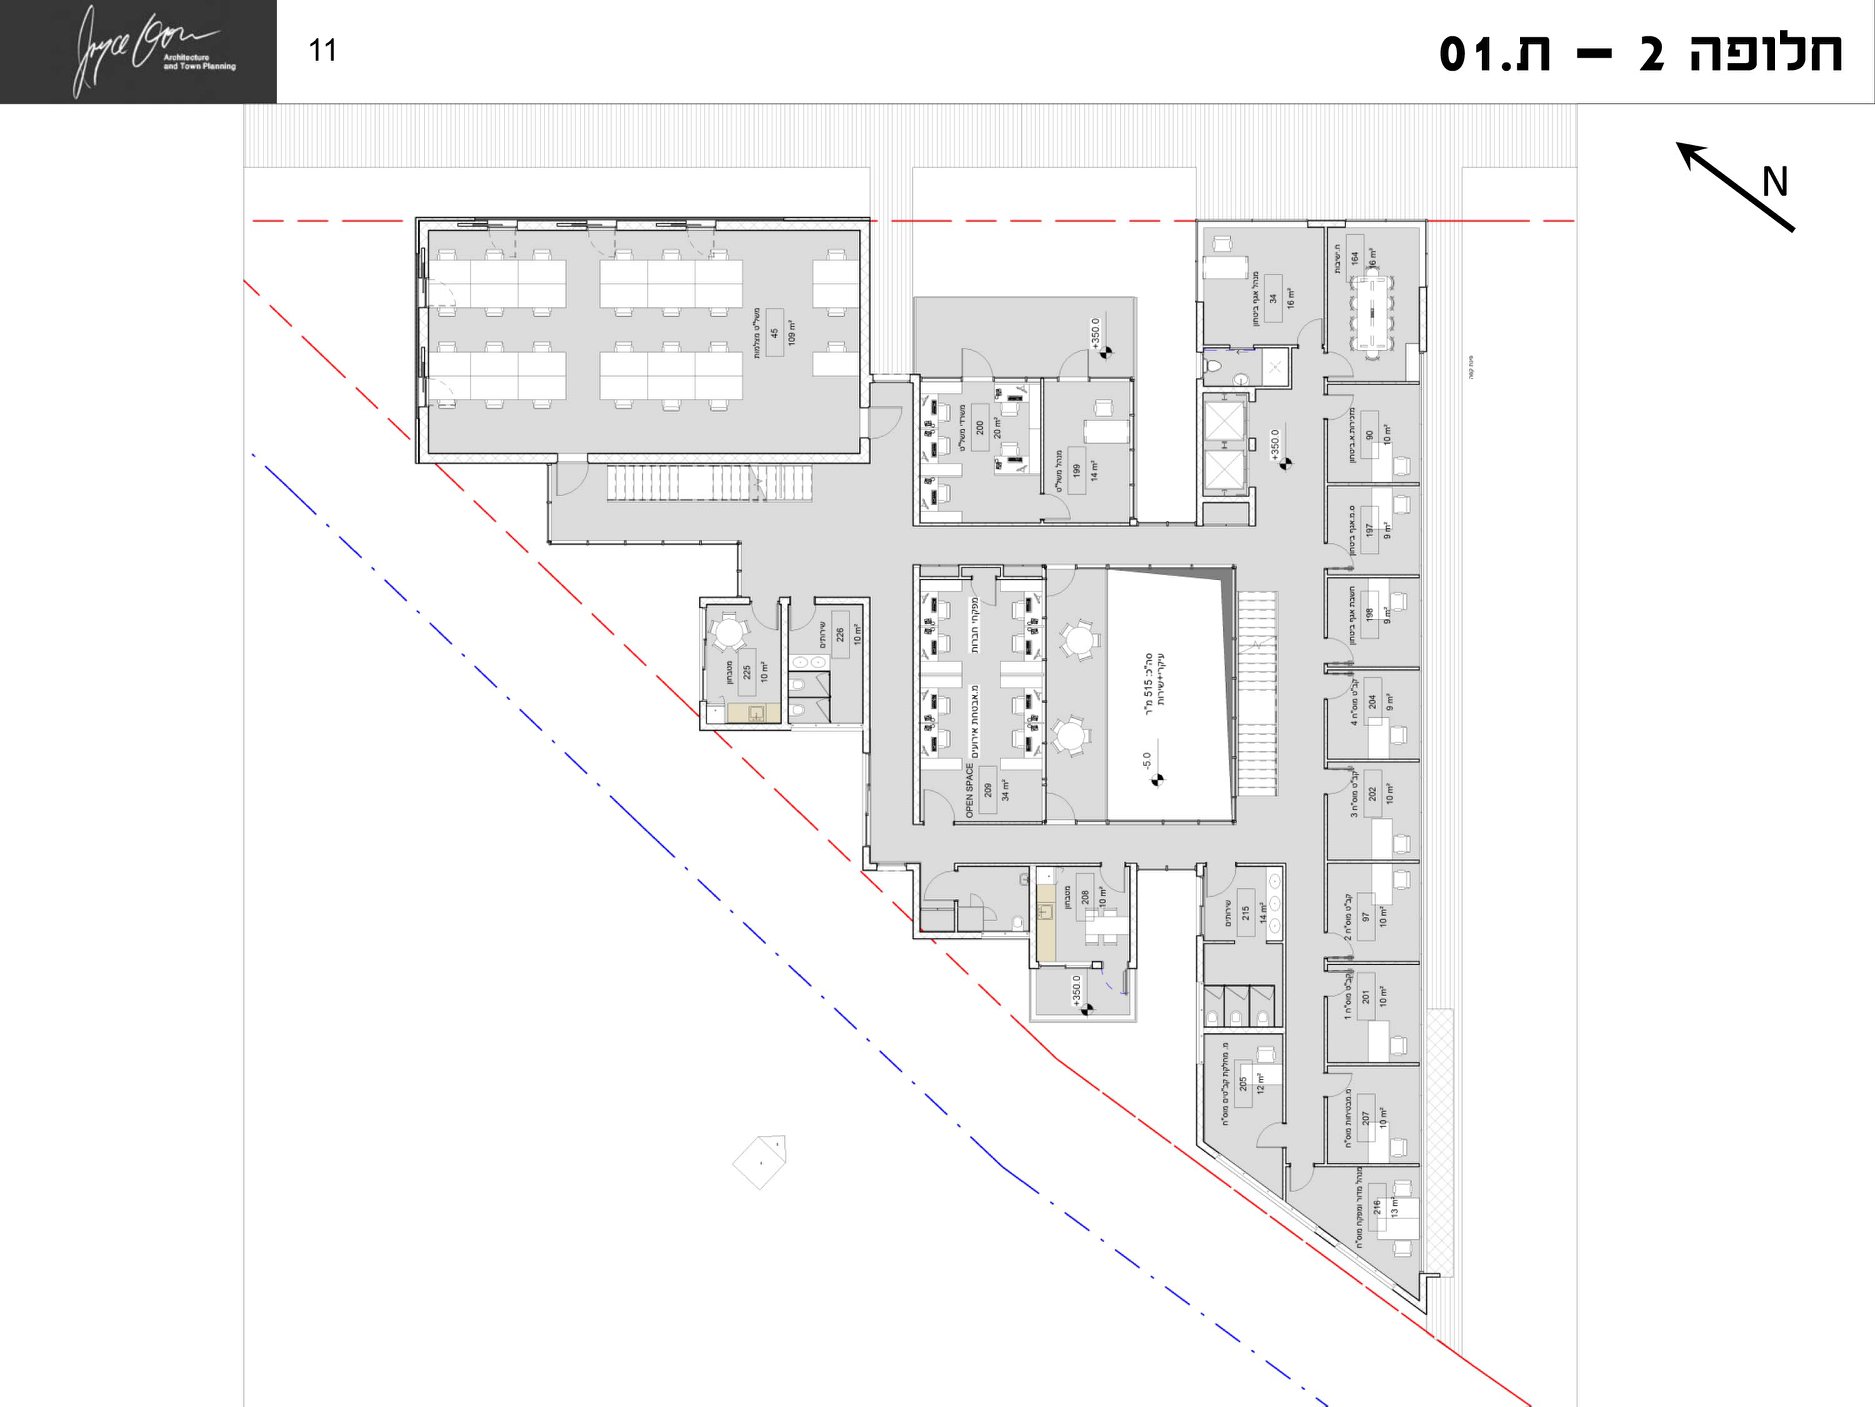 Joyce Oron
Architecture
and Town Planning
11
חלופה 2 – ת.01
N
משל"ט מצלמות
45
109 m²
+350.0
משרדי משל"ט
200
20 m²
מנהל משל"ט
199
14 m²
מנהל אגף ביטחון
34
16 m²
ח.ישיבות
164
16 m²
+350.0
מזכירות.א.ביטחון
90
10 m²
ס.מ.אגף ביטחון
197
9 m²
חשבת אגף ביטחון
198
9 m²
קב"ט מוס"ח 4
204
9 m²
קב"ט מוס"ח 3
202
10 m²
קב"ט מוס"ח 2
97
10 m²
קב"ט מוס"ח 1
201
10 m²
מ.מבטיחות מוס"ח
207
10 m²
מנהל מדור ומפקח מוס"ח
216
13 m²
מ. מחלקת קב"טים מוס"ח
205
12 m²
שירותים
215
14 m²
מטבחון
208
10 m²
+350.0
מטבחון
225
10 m²
שירותים
226
10 m²
מפקחי חברות
מ.אבטחות אירועים
OPEN SPACE
209
34 m²
סה"כ: 515 מ"ר
עיקרי+שירות
-5.0